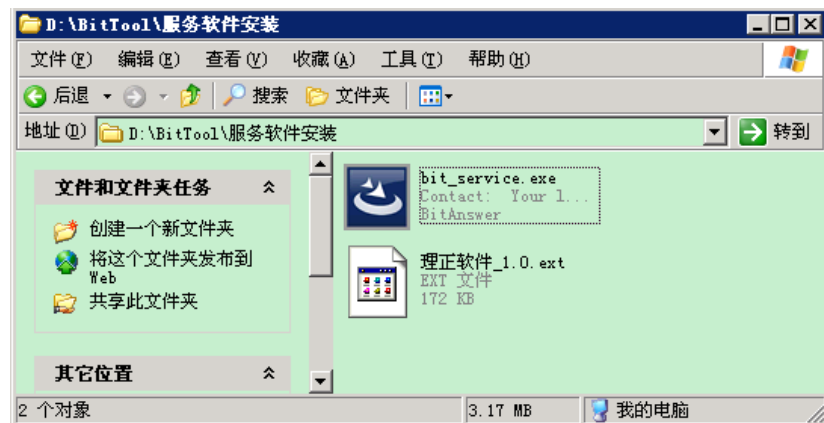 D:\BitTool\服务软件安装
文件(F) 编辑(E) 查看(V) 收藏(A) 工具(T) 帮助(H)
后退 搜索 文件夹
地址(D) D:\BitTool\服务软件安装 转到
文件和文件夹任务
创建一个新文件夹
将这个文件夹发布到
Web
共享此文件夹
其它位置
bit_service.exe
Contact: Your l...
BitAnswer
理正软件_1.0.ext
EXT 文件
172 KB
2 个对象 3.17 MB 我的电脑